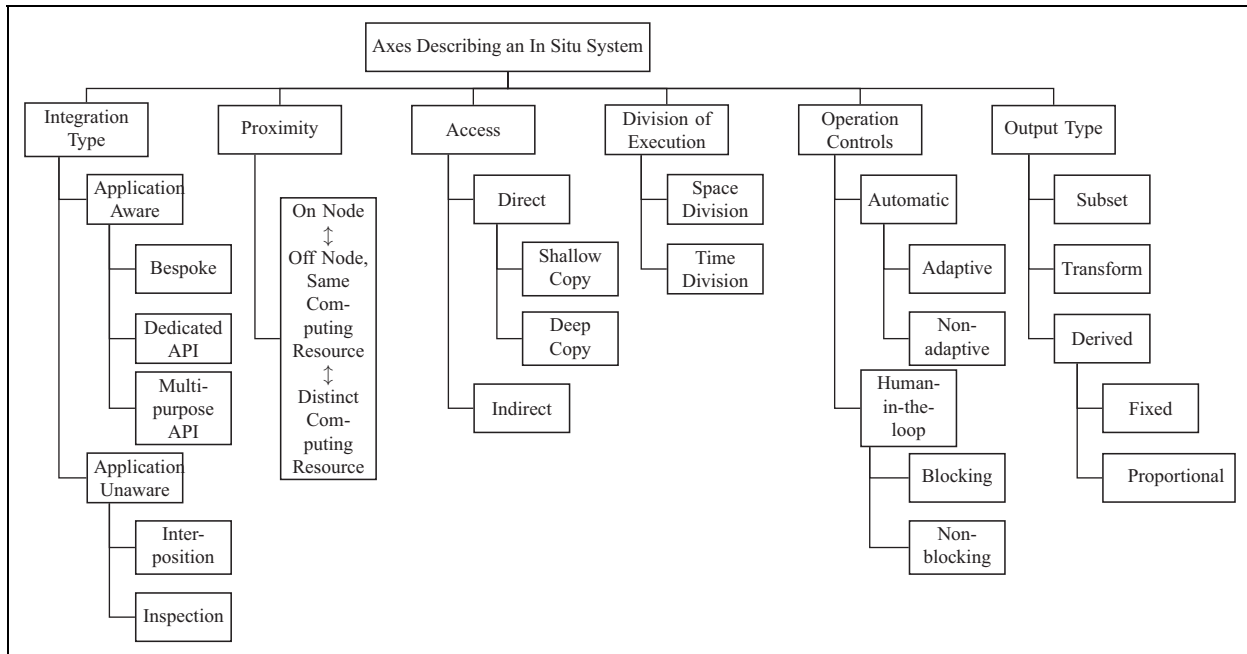 Axes Describing an In Situ System
Integration
Type
Proximity
Access
Division of
Execution
Operation
Controls
Output Type
Application
Aware
Bespoke
Dedicated
API
Multi-
purpose
API
Application
Unaware
Inter-
position
Inspection
On Node
↕
Off Node,
Same
Com-
puting
Resource
↕
Distinct
Com-
puting
Resource
Direct
Shallow
Copy
Deep
Copy
Indirect
Space
Division
Time
Division
Automatic
Adaptive
Non-
adaptive
Human-
in-the-
loop
Blocking
Non-
blocking
Subset
Transform
Derived
Fixed
Proportional